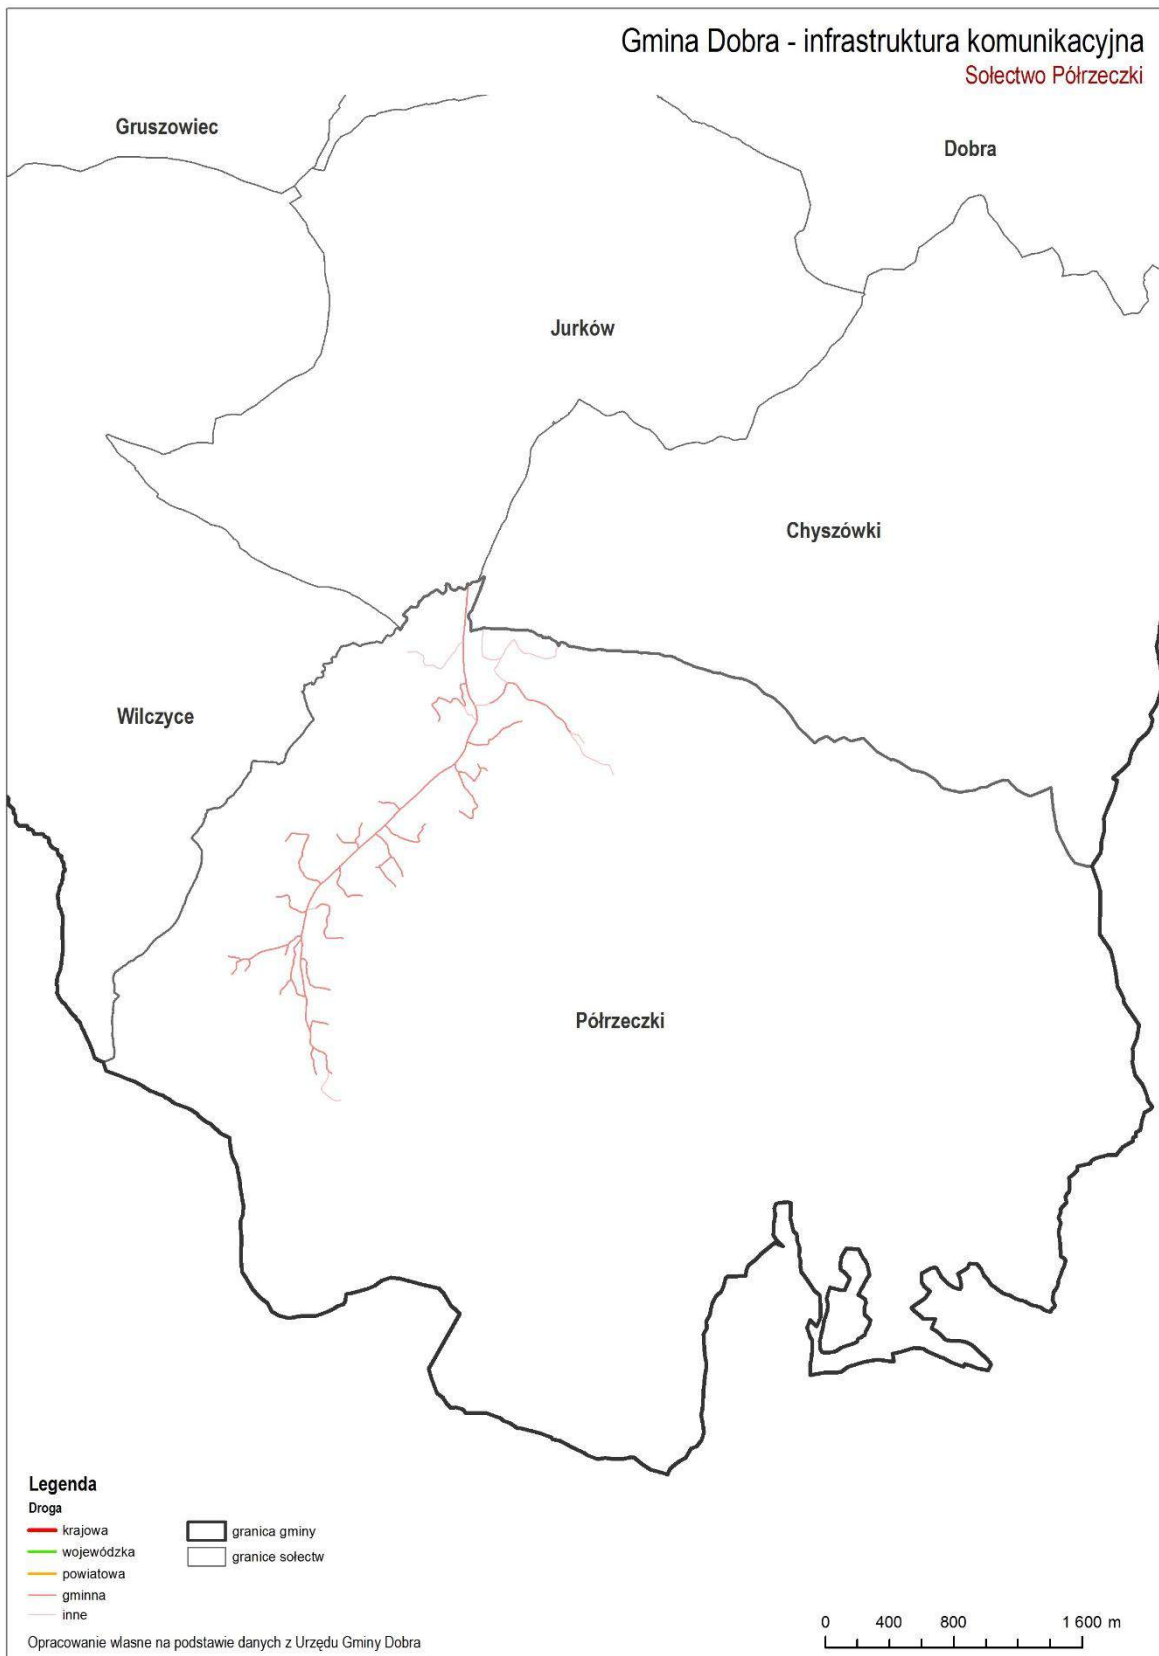 Gmina Dobra - infrastruktura komunikacyjna
Sołectwo Półrzeczki
Gruszowiec
Dobra
Jurków
Chyszówki
Wilczyce
Półrzeczki
Legenda
Droga
krajowa
wojewódzka
powiatowa
gminna
inne
granica gminy
granice sołectw
Opracowanie własne na podstawie danych z Urzędu Gminy Dobra
0 400 800 1 600 m